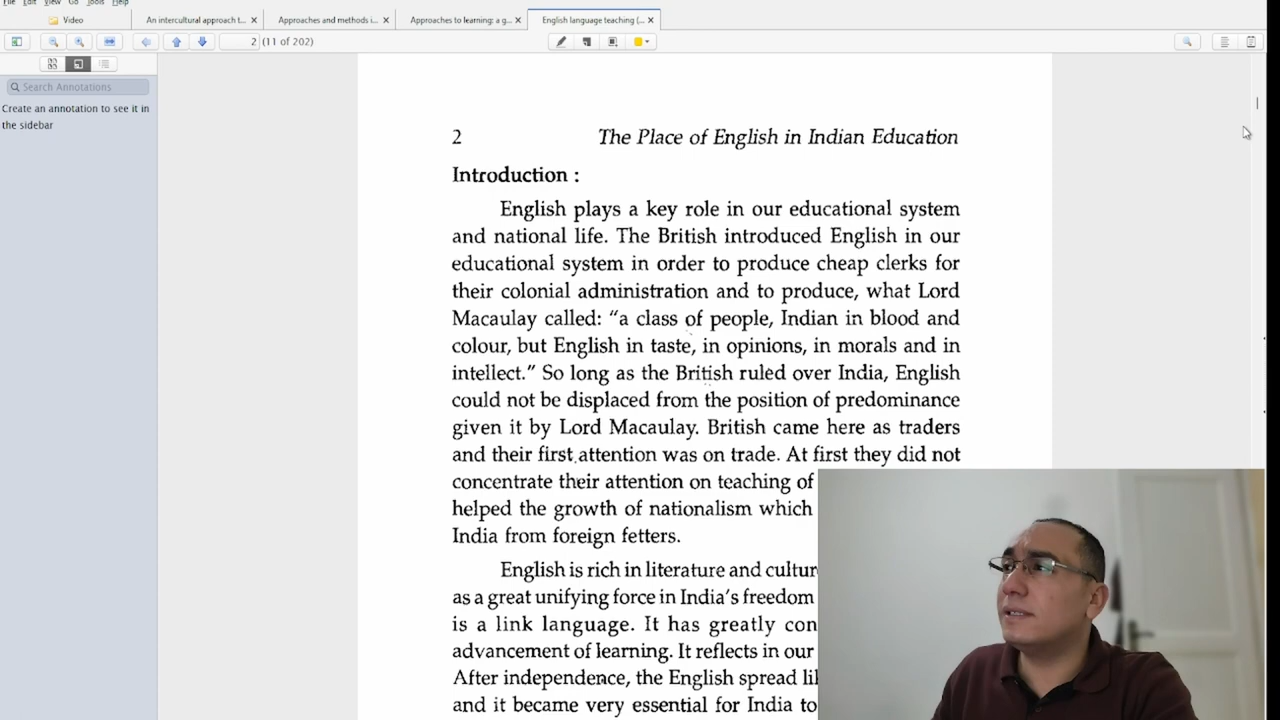 File Edit View Go Tools Help
Video
An intercultural approach t...
Approaches and methods i...
Approaches to learning: a g...
English language teaching (...
2 (11 of 202)
Search Annotations
Create an annotation to see it in
the sidebar
2 The Place of English in Indian Education
Introduction :
English plays a key role in our educational system
and national life. The British introduced English in our
educational system in order to produce cheap clerks for
their colonial administration and to produce, what Lord
Macaulay called: “a class of people, Indian in blood and
colour, but English in taste, in opinions, in morals and in
intellect.” So long as the British ruled over India, English
could not be displaced from the position of predominance
given it by Lord Macaulay. British came here as traders
and their first attention was on trade. At first they did not
concentrate their attention on teaching of
helped the growth of nationalism which
India from foreign fetters.
English is rich in literature and cultur
as a great unifying force in India's freedom
is a link language. It has greatly con
advancement of learning. It reflects in our
After independence, the English spread li
and it became very essential for India to